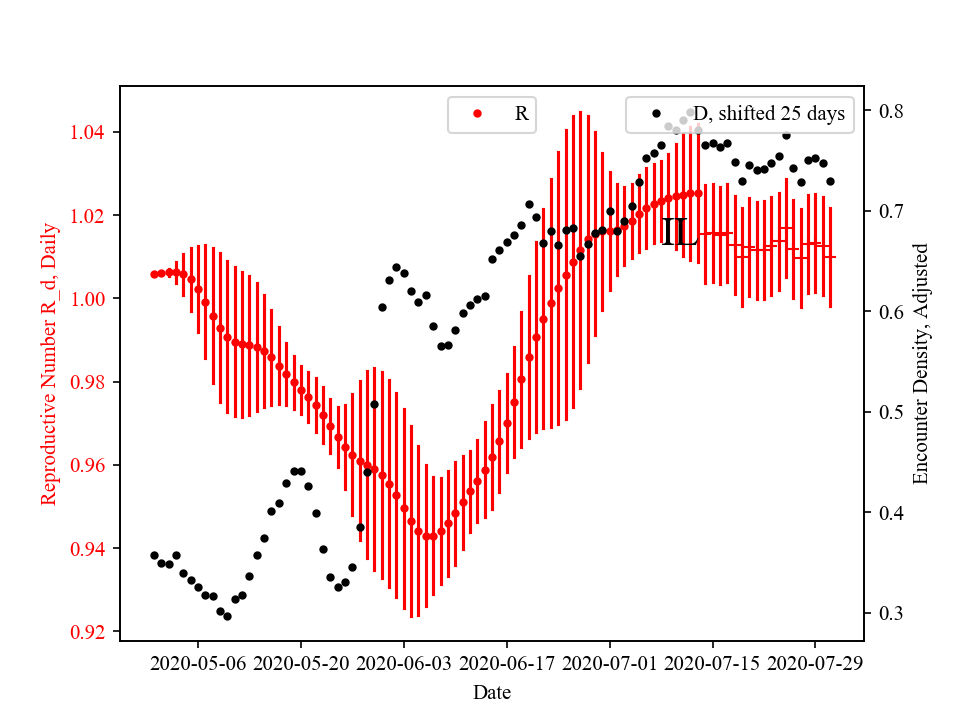 R
D, shifted 25 days
1.04
1.02
1.00
0.98
0.96
0.94
0.92
Reproductive Number R_d, Daily
0.8
0.7
0.6
0.5
0.4
0.3
Encounter Density, Adjusted
IL
2020-05-06 2020-05-20 2020-06-03 2020-06-17 2020-07-01 2020-07-15 2020-07-29
Date